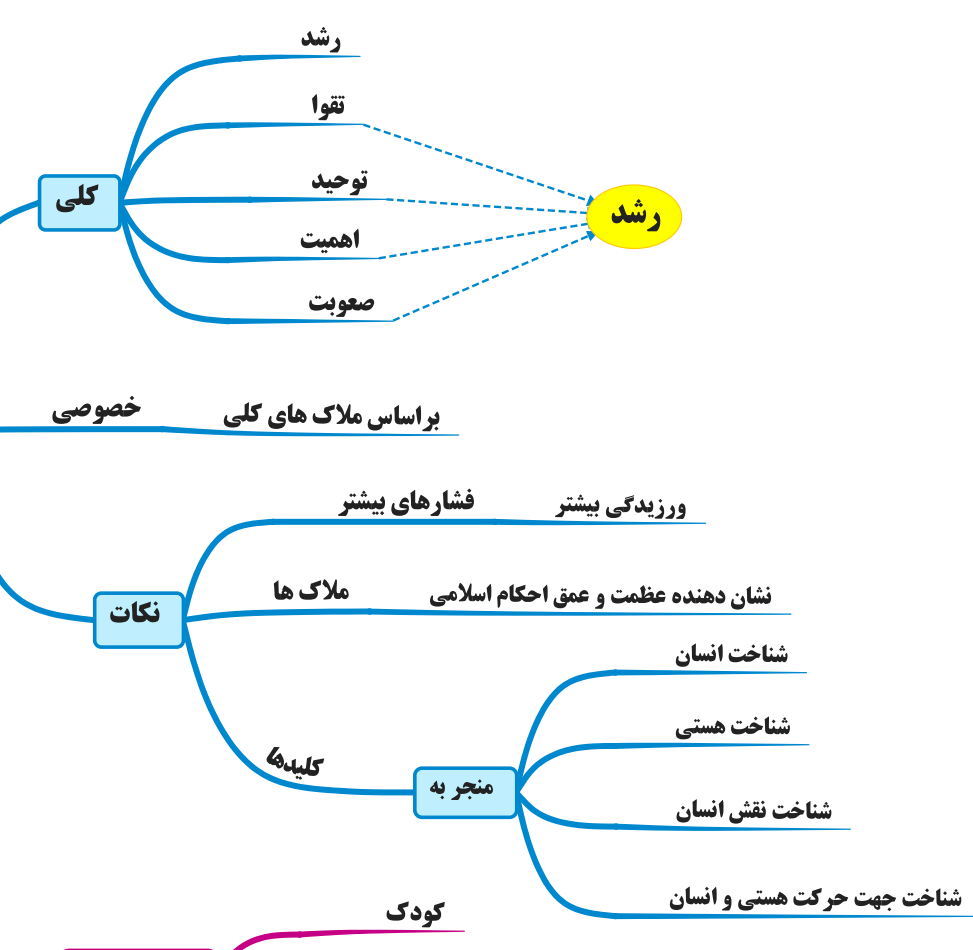 رشد
تقوا
توحید
رشد
کلی
اهمیت
صعوبت
خصوصی
براساس ملاک های کلی
فشارهای بیشتر
ورزیدگی بیشتر
ملاک ها
نشان دهنده عظمت و عمق احکام اسلامی
نکات
شناخت انسان
شناخت هستی
کلیدها
منجر به
شناخت نقش انسان
شناخت جهت حرکت هستی و انسان
کودک